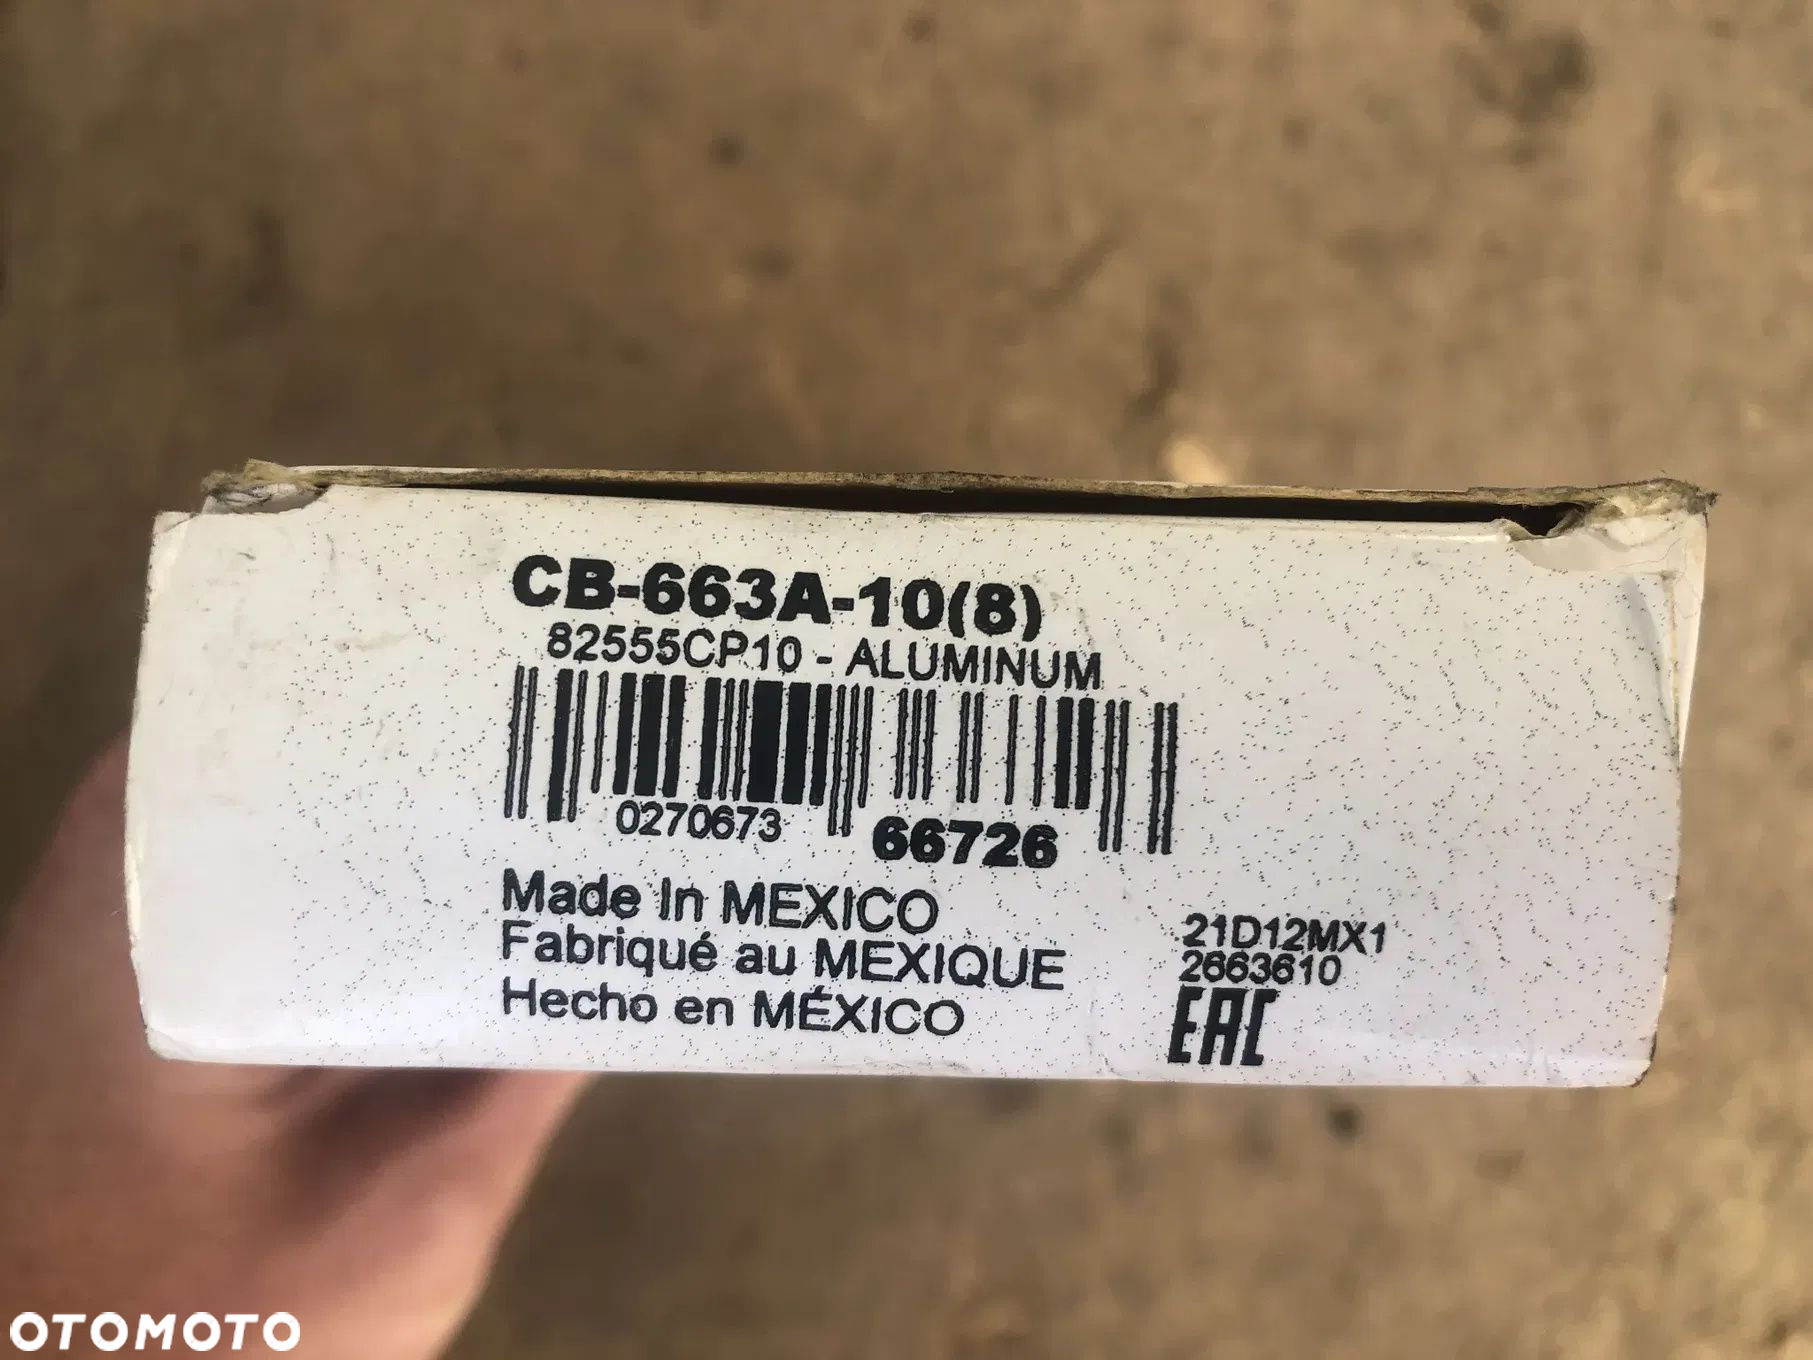 CB-663A-10(8)
82555CP10 - ALUMINUM
0270673 66726
Made In MEXICO
Fabriqué au MEXIQUE
Hecho en MÉXICO
21D12MX1
2663610
EAC
OTOMOTO